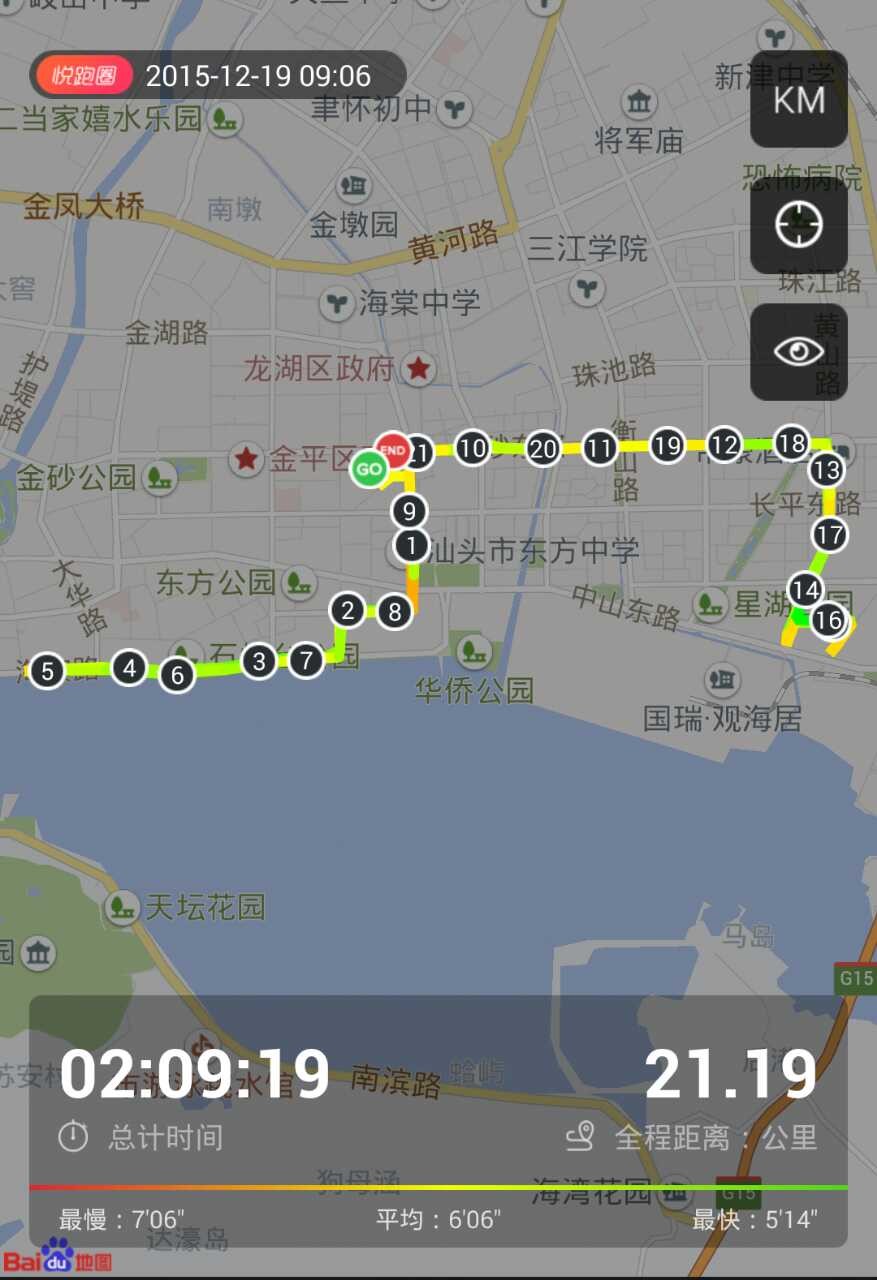 悦跑圈 2015-12-19 09:06
新津中学
KM
二当家嬉水乐园
聿怀初中
将军庙
恐怖病院
金凤大桥
南墩
金墩园
黄河路
三江学院
珠江路
海棠中学
金湖路
黄山路
护堤路
龙湖区政府
珠池路
END
21
10
20
11
19
12
18
GO
金平区
衡山路
13
金砂公园
长平东路
9
17
1
汕头市东方中学
大华路
东方公园
14
中山东路
星湖
园
2
8
16
5
4
6
3
7
华侨公园
国瑞·观海居
天坛花园
园
马岛
G15
02:09:19
21.19
南滨路
蛤屿
总计时间
全程距离：公里
狗母涵
海湾花园
G15
最慢：7'06"
平均：6'06"
最快：5'14"
达濠岛
Bai du 地图